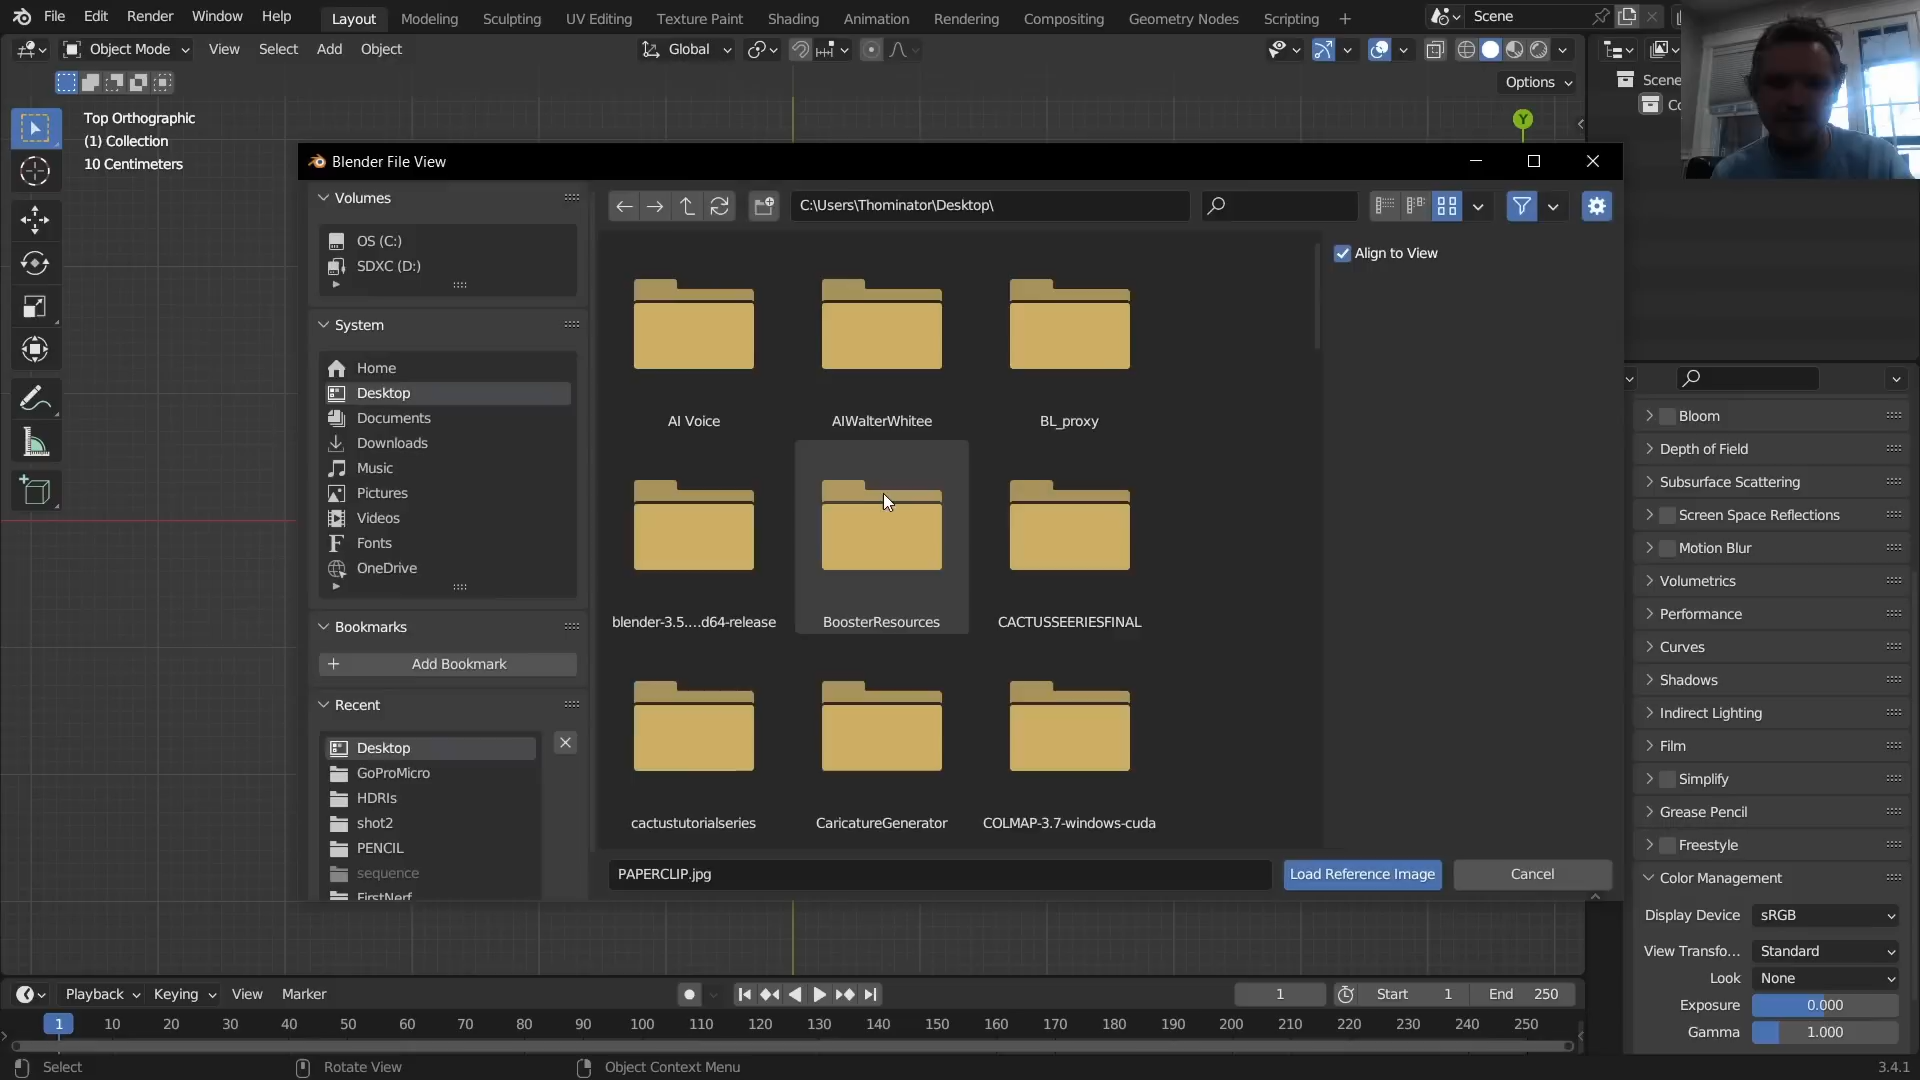 File Edit Render Window Help Layout Modeling Sculpting UV Editing Texture Paint Shading Animation Rendering Compositing Geometry Nodes Scripting + Scene
Object Mode View Select Add Object Global
Options
Scene
Top Orthographic
(1) Collection
10 Centimeters
Y
Blender File View
Volumes
OS (C:)
SDXC (D:)
System
Home
Desktop
Documents
Downloads
Music
Pictures
Videos
Fonts
OneDrive
Bookmarks
Add Bookmark
Recent
Desktop
GoProMicro
HDRIs
shot2
PENCIL
sequence
FirstNerf
C:\Users\Thominator\Desktop\
Align to View
AI Voice AIWalterWhitee BL_proxy
blender-3.5....d64-release BoosterResources CACTUSSEERIESFINAL
cactustutorialseries CaricatureGenerator COLMAP-3.7-windows-cuda
PAPERCLIP.jpg Load Reference Image Cancel
Bloom
Depth of Field
Subsurface Scattering
Screen Space Reflections
Motion Blur
Volumetrics
Performance
Curves
Shadows
Indirect Lighting
Film
Simplify
Grease Pencil
Freestyle
Color Management
Display Device sRGB
View Transfo... Standard
Look None
Exposure 0.000
Gamma 1.000
Playback Keying View Marker 1 Start 1 End 250
1 10 20 30 40 50 60 70 80 90 100 110 120 130 140 150 160 170 180 190 200 210 220 230 240 250
Select Rotate View Object Context Menu 3.4.1